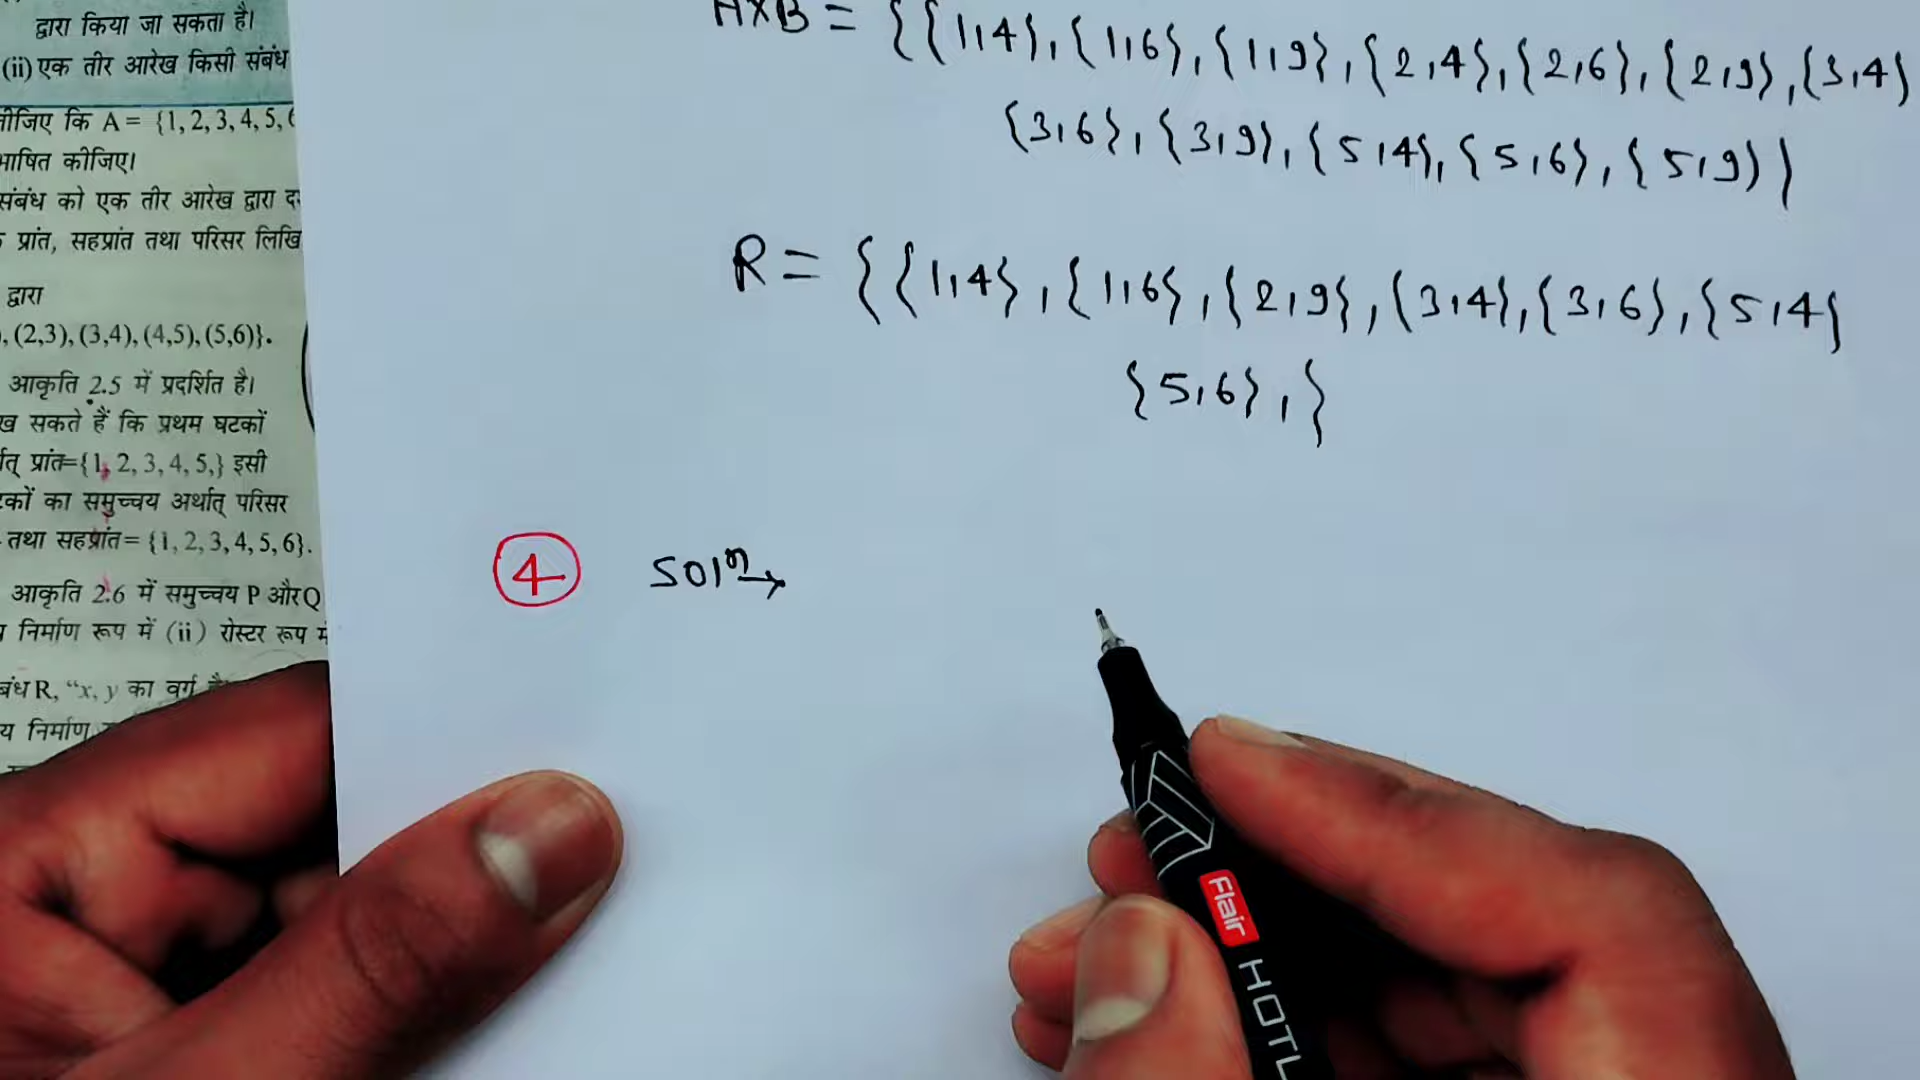 द्वारा किया जा सकता है।
(ii) एक तीर आरेख किसी संबंध
लीजिए कि A = {1, 2, 3, 4, 5,
भाषित कीजिए।
संबंध को एक तीर आरेख द्वारा
प्रांत, सहप्रांत तथा परिसर
द्वारा
, (2,3), (3,4), (4,5), (5,6)}.
आकृति 2.5 में प्रदर्शित है।
सकते हैं कि प्रथम घटकों
प्रांत={1, 2, 3, 4, 5,} इसी
का समुच्चय अर्थात् परिसर
तथा सहप्रांत= {1, 2, 3, 4, 5, 6}.
आकृति 2.6 में समुच्चय P और Q
निर्माण रूप में (ii) रोस्टर रूप
R, “x, y का वर्ग
निर्माण
A×B = {{1,4}, {1,6}, {1,9}, {2,4}, {2,6}, {2,9}, {3,4}
{3,6}, {3,9}, {5,4}, {5,6}, {5,9)}
R = {{1,4}, {1,6}, {2,9}, {3,4}, {3,6}, {5,4}
{5,6}, }
4 Solⁿ→
Flair
HOTL